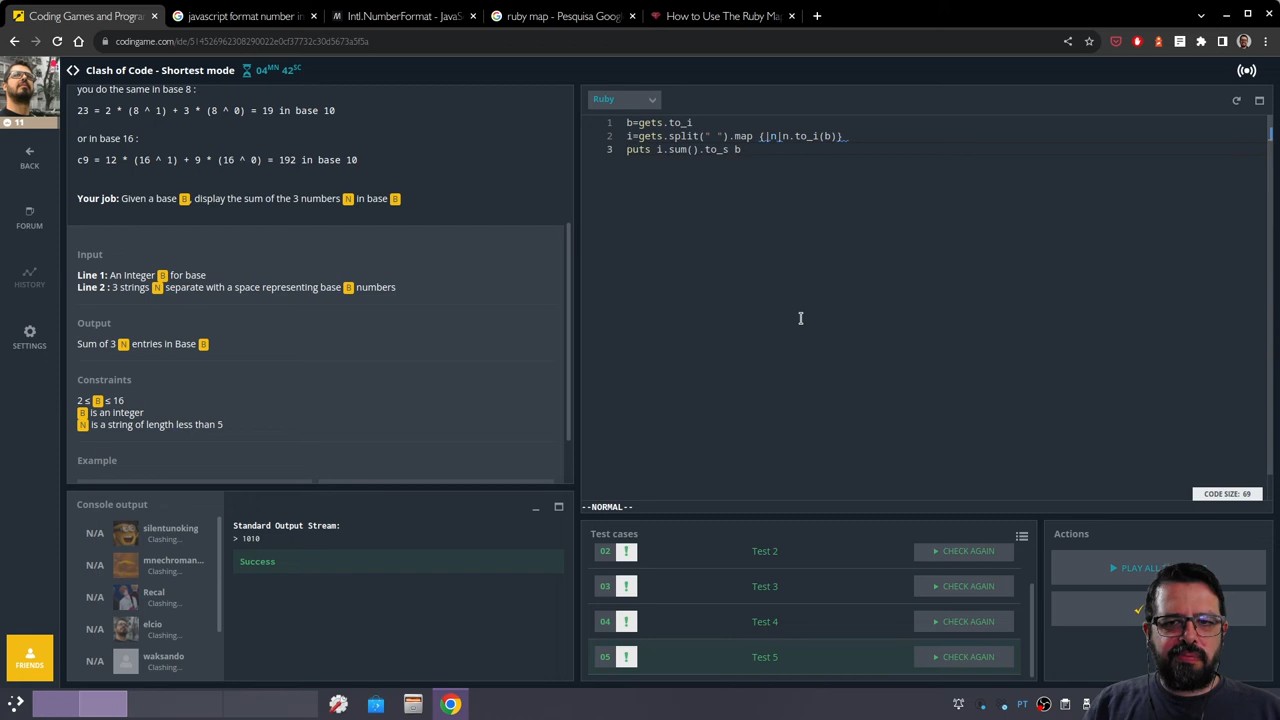 Coding Games and Progra
javascript format number in
Intl.NumberFormat - JavaS
ruby map - Pesquisa Goog
How to Use The Ruby Ma
codingame.com/ide/514526962308290022e0cf37732c30d5673af5a
Clash of Code - Shortest mode
04MN 42SC
11
BACK
FORUM
HISTORY
SETTINGS
FRIENDS
you do the same in base 8 :
23 = 2 * (8 ^ 1) + 3 * (8 ^ 0) = 19 in base 10
or in base 16 :
c9 = 12 * (16 ^ 1) + 9 * (16 ^ 0) = 192 in base 10
Your job: Given a base B, display the sum of the 3 numbers N in base B
Input
Line 1: An Integer B for base
Line 2 : 3 strings N separate with a space representing base B numbers
Output
Sum of 3 N entries in Base B
Constraints
2 ≤ B ≤ 16
B is an integer
N is a string of length less than 5
Example
Console output
N/A silentunoking
Clashing...
N/A mnechroman...
Clashing...
N/A Recal
Clashing...
N/A elcio
Clashing...
N/A waksando
Clashing...
Standard Output Stream:
> 1010
Success
Ruby
1 b=gets.to_i
2 i=gets.split(" ").map {|n|n.to_i(b)}
3 puts i.sum().to_s b
CODE SIZE: 69
--NORMAL--
Test cases
02 Test 2 CHECK AGAIN
03 Test 3 CHECK AGAIN
04 Test 4 CHECK AGAIN
05 Test 5 CHECK AGAIN
Actions
PLAY ALL
PT